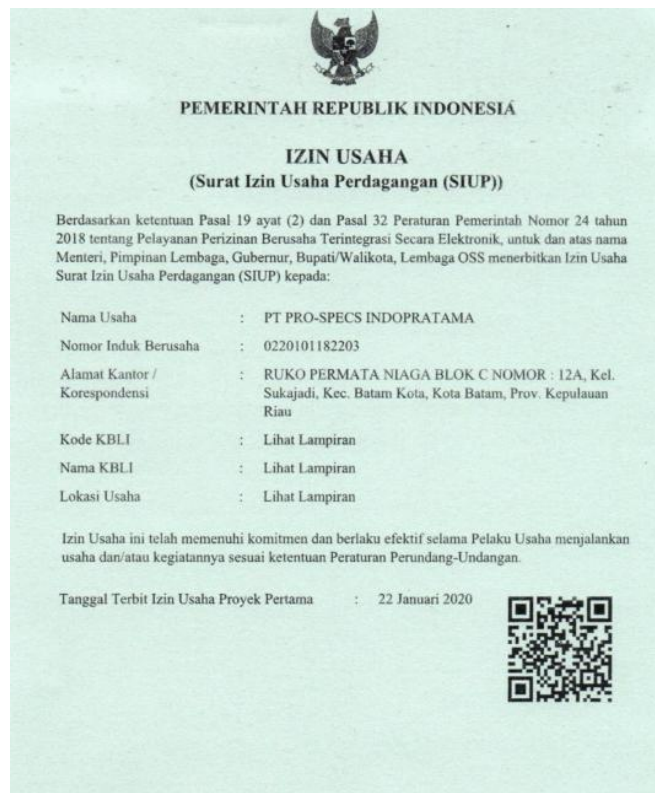 PEMERINTAH REPUBLIK INDONESIA
IZIN USAHA
(Surat Izin Usaha Perdagangan (SIUP))
Berdasarkan ketentuan Pasal 19 ayat (2) dan Pasal 32 Peraturan Pemerintah Nomor 24 tahun
2018 tentang Pelayanan Perizinan Berusaha Terintegrasi Secara Elektronik, untuk dan atas nama
Menteri, Pimpinan Lembaga, Gubernur, Bupati/Walikota, Lembaga OSS menerbitkan Izin Usaha
Surat Izin Usaha Perdagangan (SIUP) kepada:
Nama Usaha : PT PRO-SPECS INDOPRATAMA
Nomor Induk Berusaha : 0220101182203
Alamat Kantor / : RUKO PERMATA NIAGA BLOK C NOMOR : 12A, Kel.
Korespondensi Sukajadi, Kec. Batam Kota, Kota Batam, Prov. Kepulauan
Riau
Kode KBLI : Lihat Lampiran
Nama KBLI : Lihat Lampiran
Lokasi Usaha : Lihat Lampiran
Izin Usaha ini telah memenuhi komitmen dan berlaku efektif selama Pelaku Usaha menjalankan
usaha dan/atau kegiatannya sesuai ketentuan Peraturan Perundang-Undangan.
Tanggal Terbit Izin Usaha Proyek Pertama : 22 Januari 2020